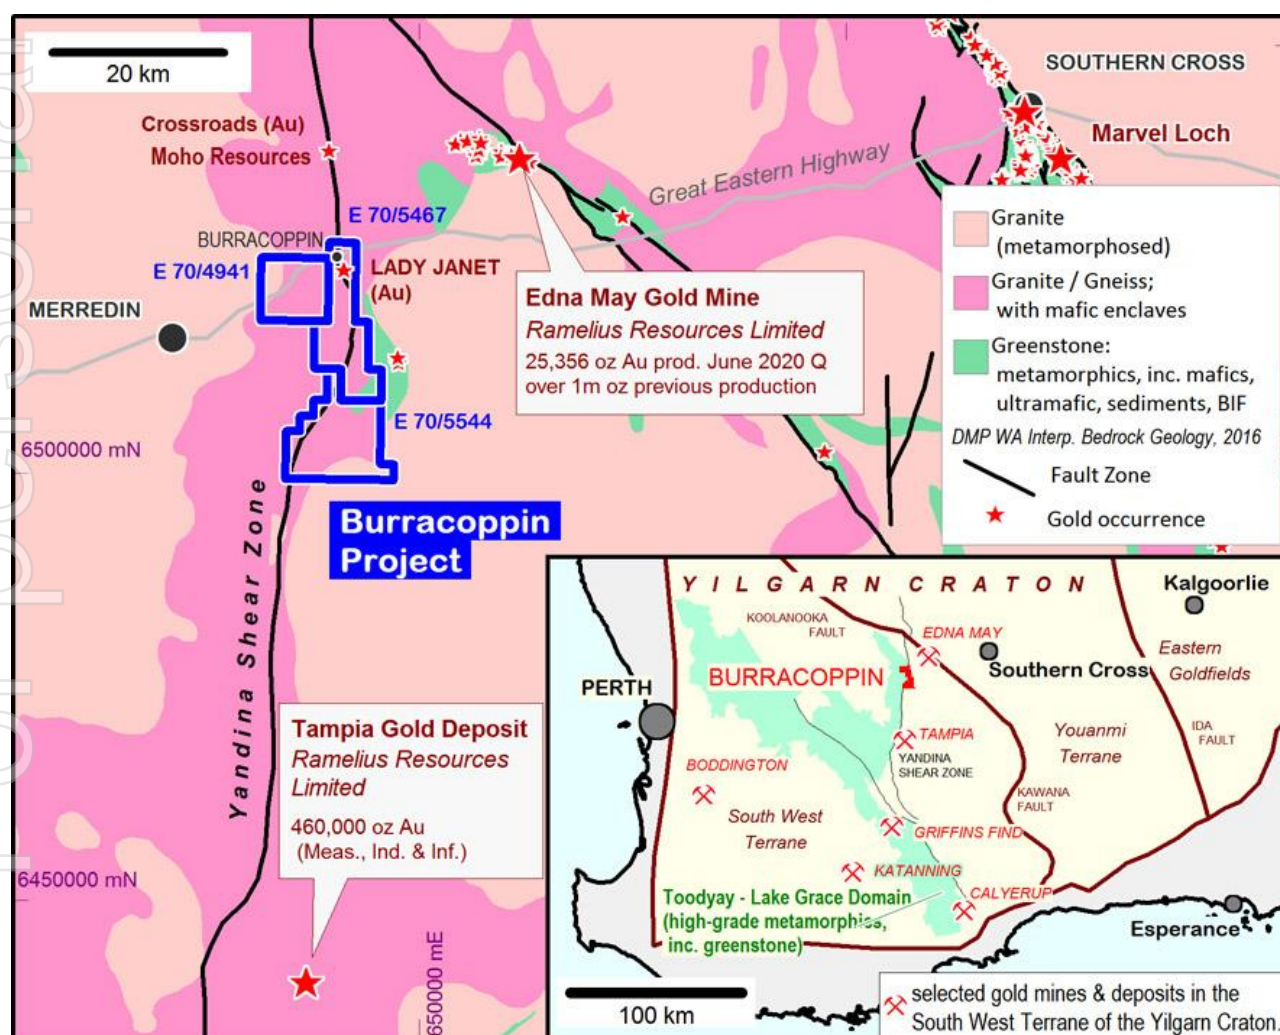 20 km
SOUTHERN CROSS
Crossroads (Au)
Moho Resources
Marvel Loch
Great Eastern Highway
E 70/5467
BURRACOPPIN
E 70/4941
LADY JANET
(Au)
MERREDIN
Edna May Gold Mine
Ramelius Resources Limited
25,356 oz Au prod. June 2020 Q
over 1m oz previous production
Granite
(metamorphosed)
Granite / Gneiss;
with mafic enclaves
Greenstone:
metamorphics, inc. mafics,
ultramafic, sediments, BIF
DMP WA Interp. Bedrock Geology, 2016
Fault Zone
Gold occurrence
E 70/5544
6500000 mN
Burracoppin
Project
Yandina Shear Zone
Tampia Gold Deposit
Ramelius Resources
Limited
460,000 oz Au
(Meas., Ind. & Inf.)
6450000 mN
650000 mE
YILGARN CRATON
Kalgoorlie
KOOLANOOKA
FAULT
EDNA MAY
Southern Cross
Eastern
Goldfields
BURRACOPPIN
PERTH
TAMPIA
YANDINA
SHEAR ZONE
Youanmi
Terrane
IDA
FAULT
BODDINGTON
KAWANA
FAULT
South West
Terrane
GRIFFINS FIND
KATANNING
CALYERUP
Toodyay - Lake Grace Domain
(high-grade metamorphics,
inc. greenstone)
Esperance
100 km
selected gold mines & deposits in the
South West Terrane of the Yilgarn Craton